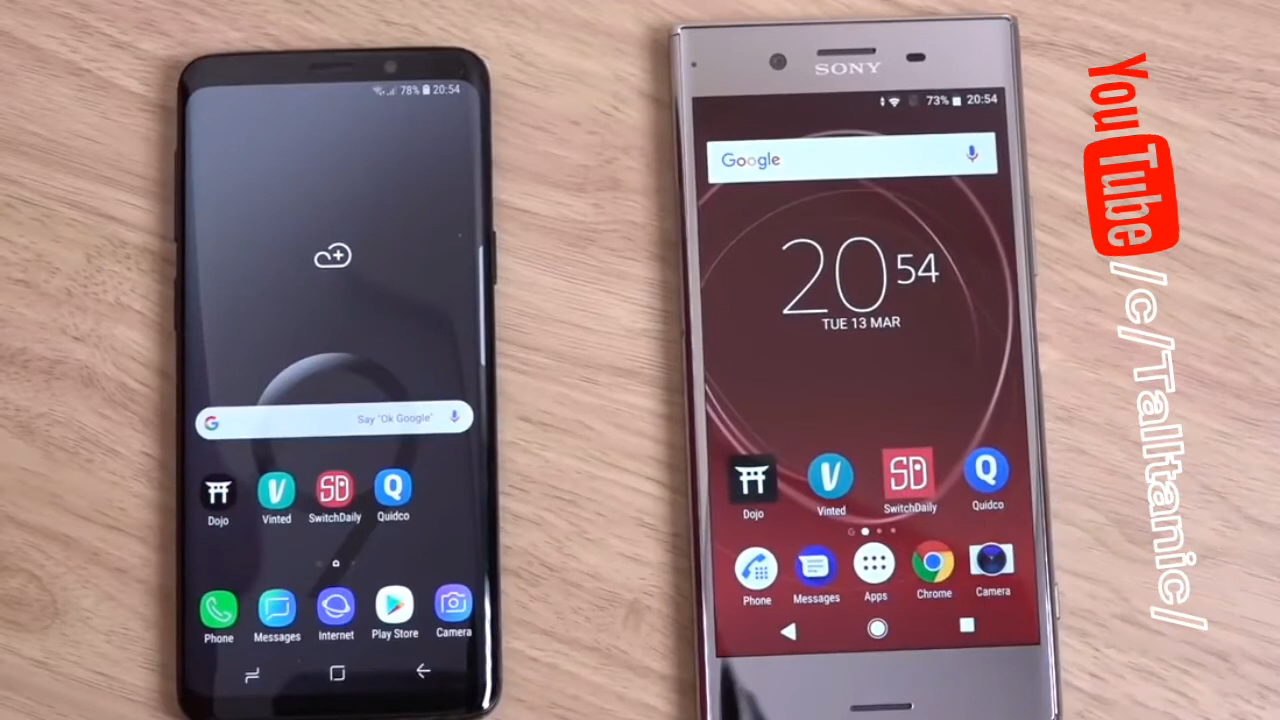 78% 20:54
Say "Ok Google"
Dojo Vinted SwitchDaily Quidco
Phone Messages Internet Play Store Camera
SONY
73% 20:54
Google
20 54
TUE 13 MAR
Dojo Vinted SwitchDaily Quidco
Phone Messages Apps Chrome Camera
YouTube/c/Talltanic/